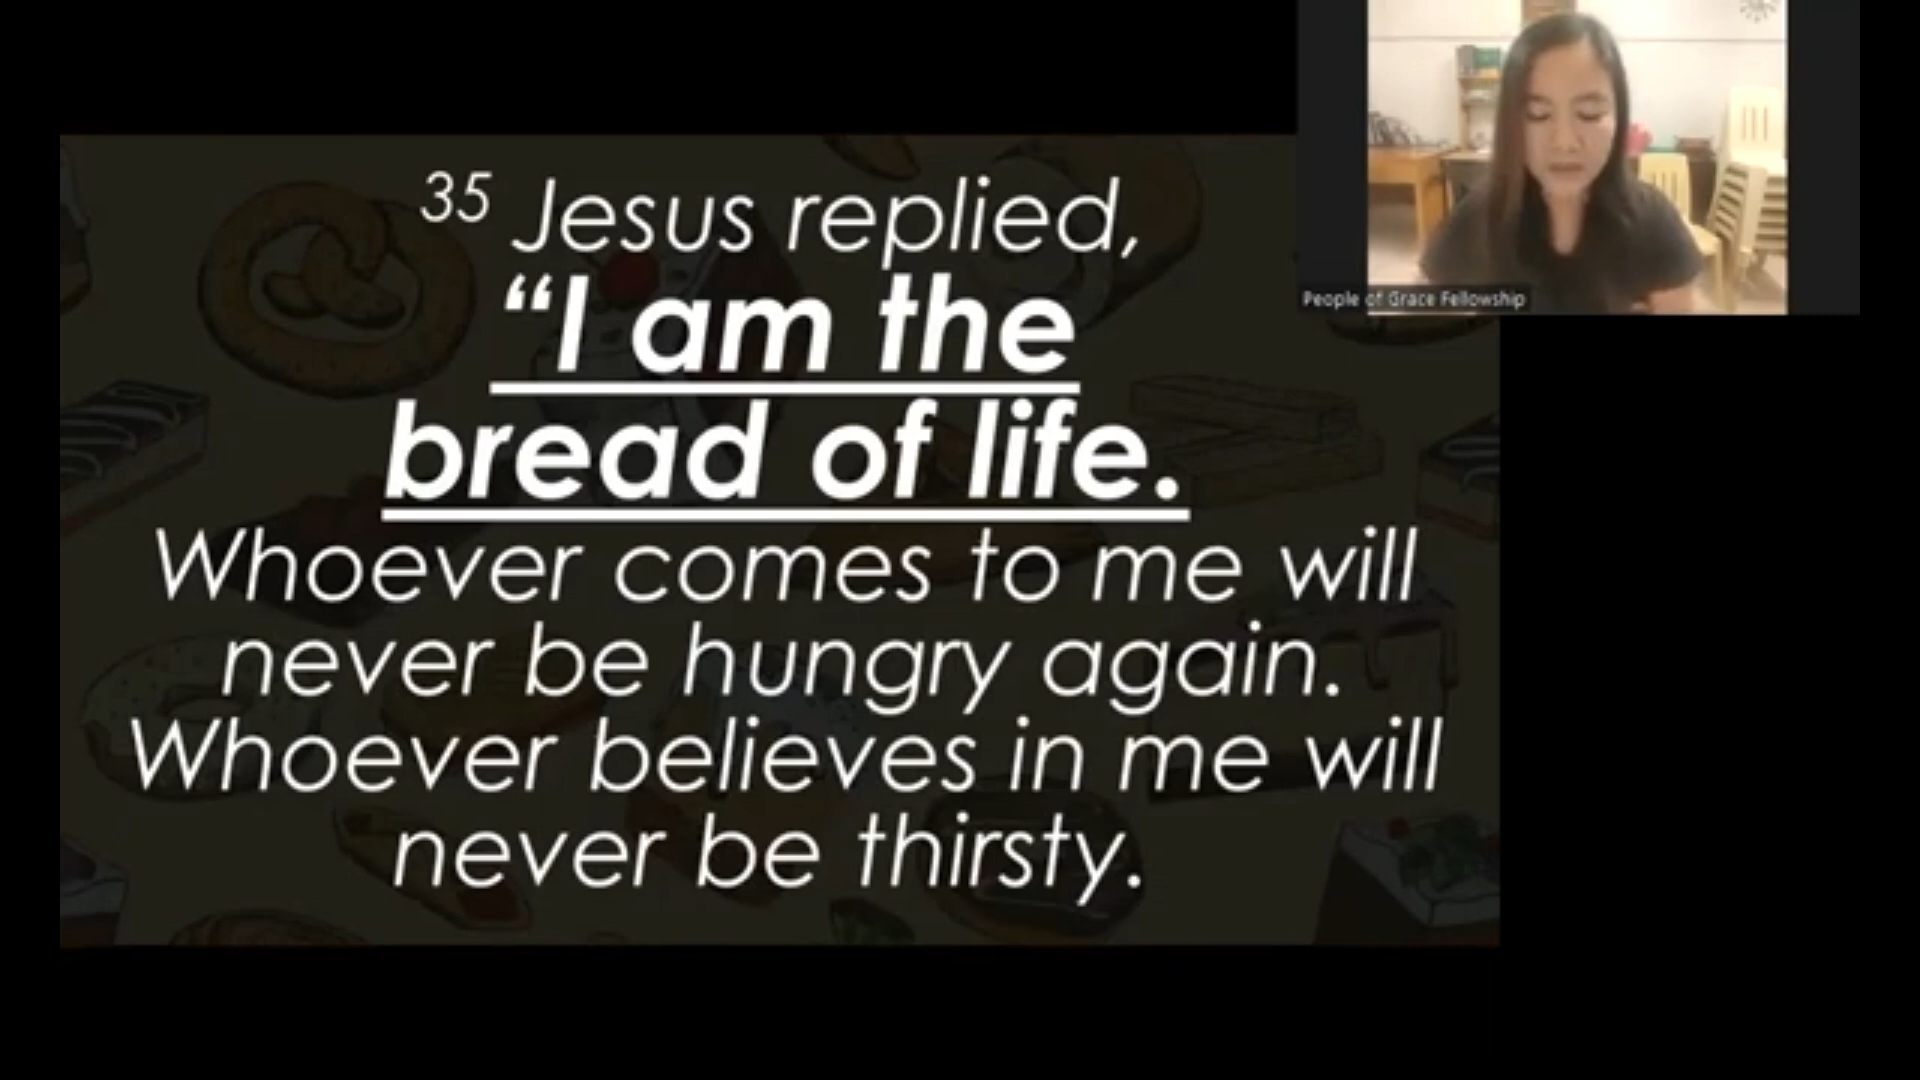 35 Jesus replied,
“I am the
bread of life.
Whoever comes to me will
never be hungry again.
Whoever believes in me will
never be thirsty.
People of Grace Fellowship